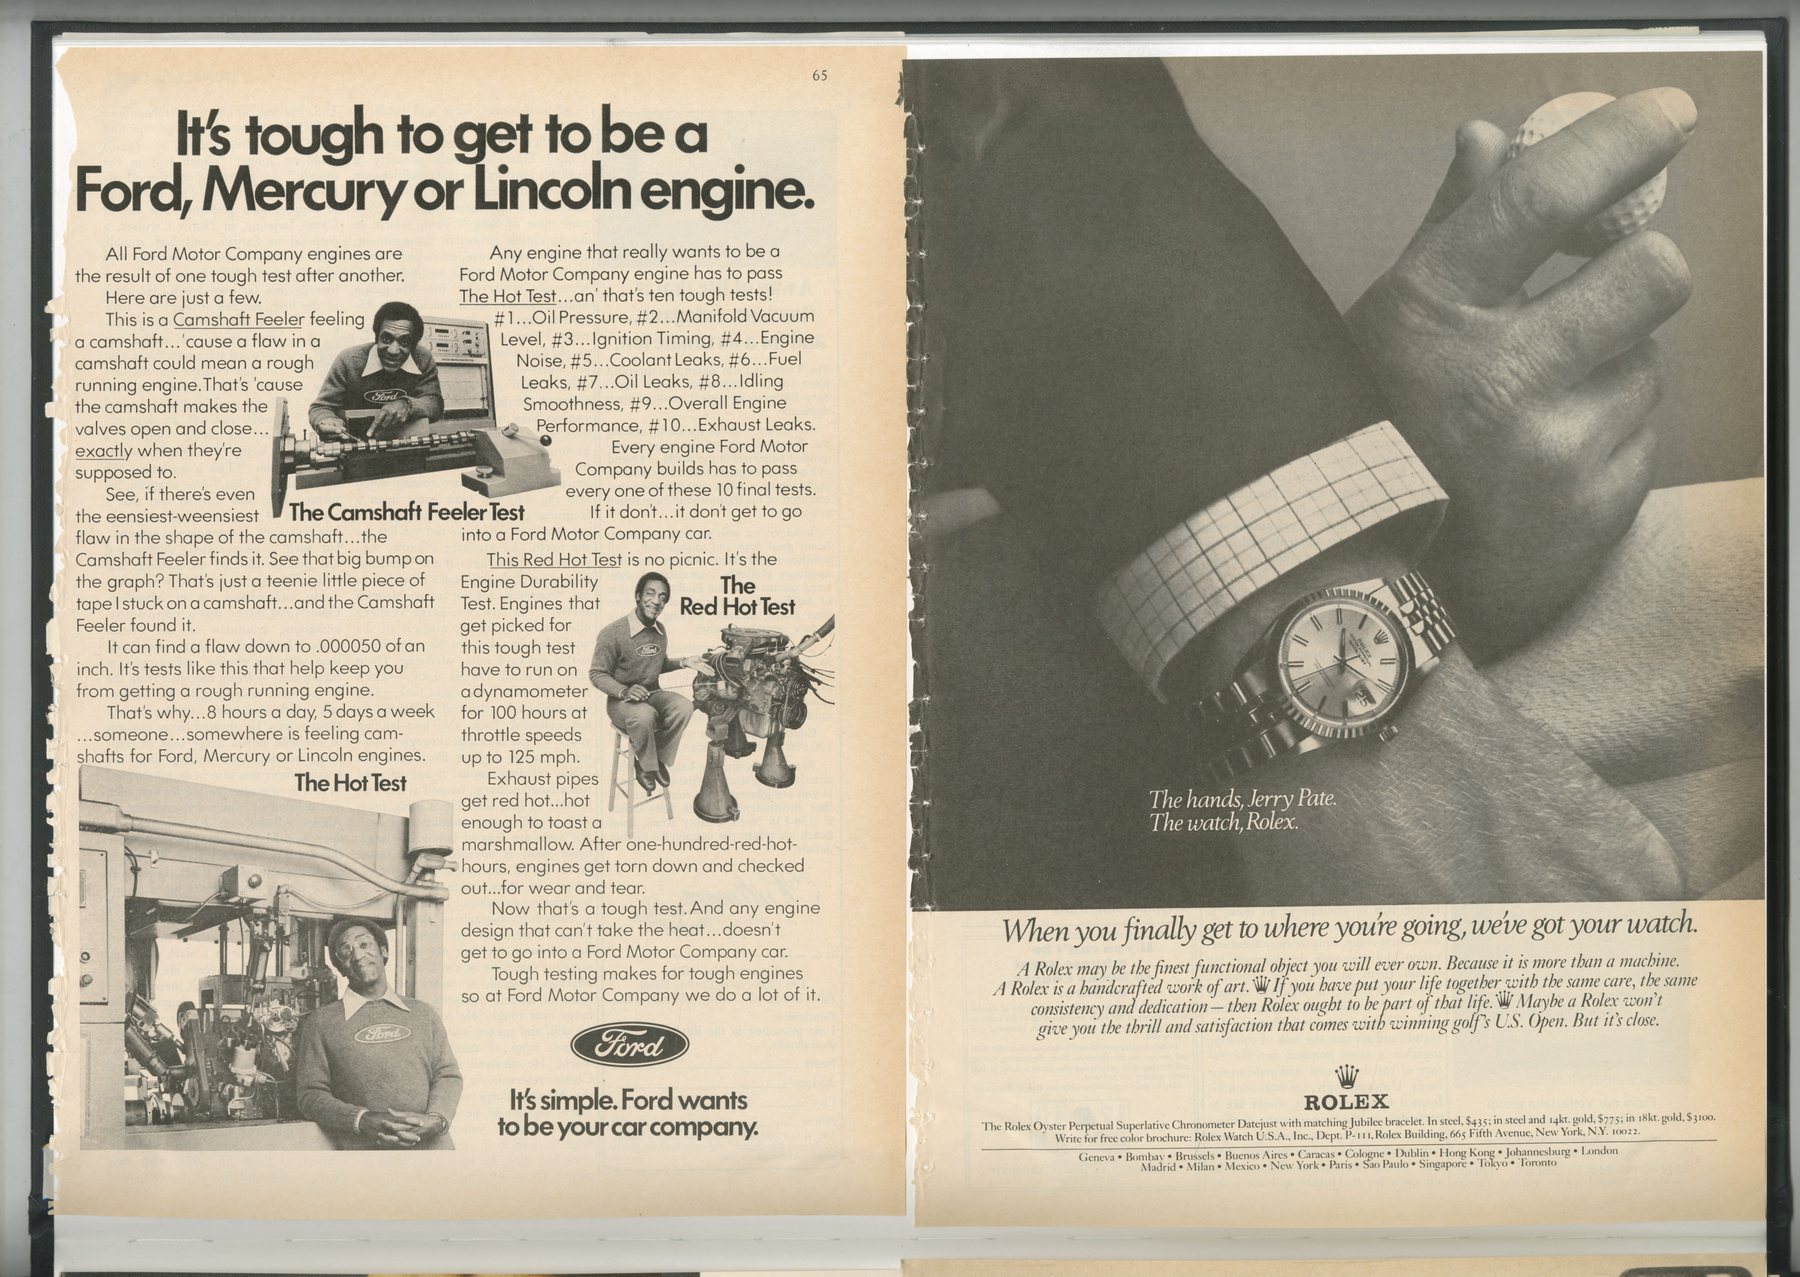 65
It's tough to get to be a
Ford, Mercury or Lincoln engine.
All Ford Motor Company engines are
the result of one tough test after another.
Here are just a few.
This is a Camshaft Feeler feeling
a camshaft...'cause a flaw in a
camshaft could mean a rough
running engine. That's 'cause
the camshaft makes the
valves open and close...
exactly when they're
supposed to.
See, if there's even
the eensiest-weensiest
flaw in the shape of the camshaft...the
Camshaft Feeler finds it. See that big bump on
the graph? That's just a teenie little piece of
tape I stuck on a camshaft...and the Camshaft
Feeler found it.
It can find a flaw down to .000050 of an
inch. It's tests like this that help keep you
from getting a rough running engine.
That's why...8 hours a day, 5 days a week
...someone...somewhere is feeling cam-
shafts for Ford, Mercury or Lincoln engines.
Ford
The Camshaft Feeler Test
The Hot Test
Ford
Any engine that really wants to be a
Ford Motor Company engine has to pass
The Hot Test...an' that's ten tough tests!
#1...Oil Pressure, #2...Manifold Vacuum
Level, #3...Ignition Timing, #4...Engine
Noise, #5...Coolant Leaks, #6...Fuel
Leaks, #7...Oil Leaks, #8...Idling
Smoothness, #9...Overall Engine
Performance, #10...Exhaust Leaks.
Every engine Ford Motor
Company builds has to pass
every one of these 10 final tests.
If it don't...it don't get to go
into a Ford Motor Company car.
This Red Hot Test is no picnic. It's the
Engine Durability
Test. Engines that
get picked for
this tough test
have to run on
a dynamometer
for 100 hours at
throttle speeds
up to 125 mph.
Exhaust pipes
get red hot...hot
enough to toast a
marshmallow. After one-hundred-red-hot-
hours, engines get torn down and checked
out...for wear and tear.
Now that's a tough test. And any engine
design that can't take the heat...doesn't
get to go into a Ford Motor Company car.
Tough testing makes for tough engines
so at Ford Motor Company we do a lot of it.
The
Red Hot Test
Ford
Ford
It's simple. Ford wants
to be your car company.
The hands, Jerry Pate.
The watch, Rolex.
When you finally get to where you're going, we've got your watch.
A Rolex may be the finest functional object you will ever own. Because it is more than a machine.
A Rolex is a handcrafted work of art. If you have put your life together with the same care, the same
consistency and dedication — then Rolex ought to be part of that life. Maybe a Rolex won't
give you the thrill and satisfaction that comes with winning golf's U.S. Open. But it's close.
ROLEX
The Rolex Oyster Perpetual Superlative Chronometer Datejust with matching Jubilee bracelet. In steel, $435; in steel and 14kt. gold, $775; in 18kt. gold, $3100.
Write for free color brochure: Rolex Watch U.S.A., Inc., Dept. P-111, Rolex Building, 665 Fifth Avenue, New York, N.Y. 10022.
Geneva • Bombay • Brussels • Buenos Aires • Caracas • Cologne • Dublin • Hong Kong • Johannesburg • London
Madrid • Milan • Mexico • New York • Paris • Sao Paulo • Singapore • Tokyo • Toronto